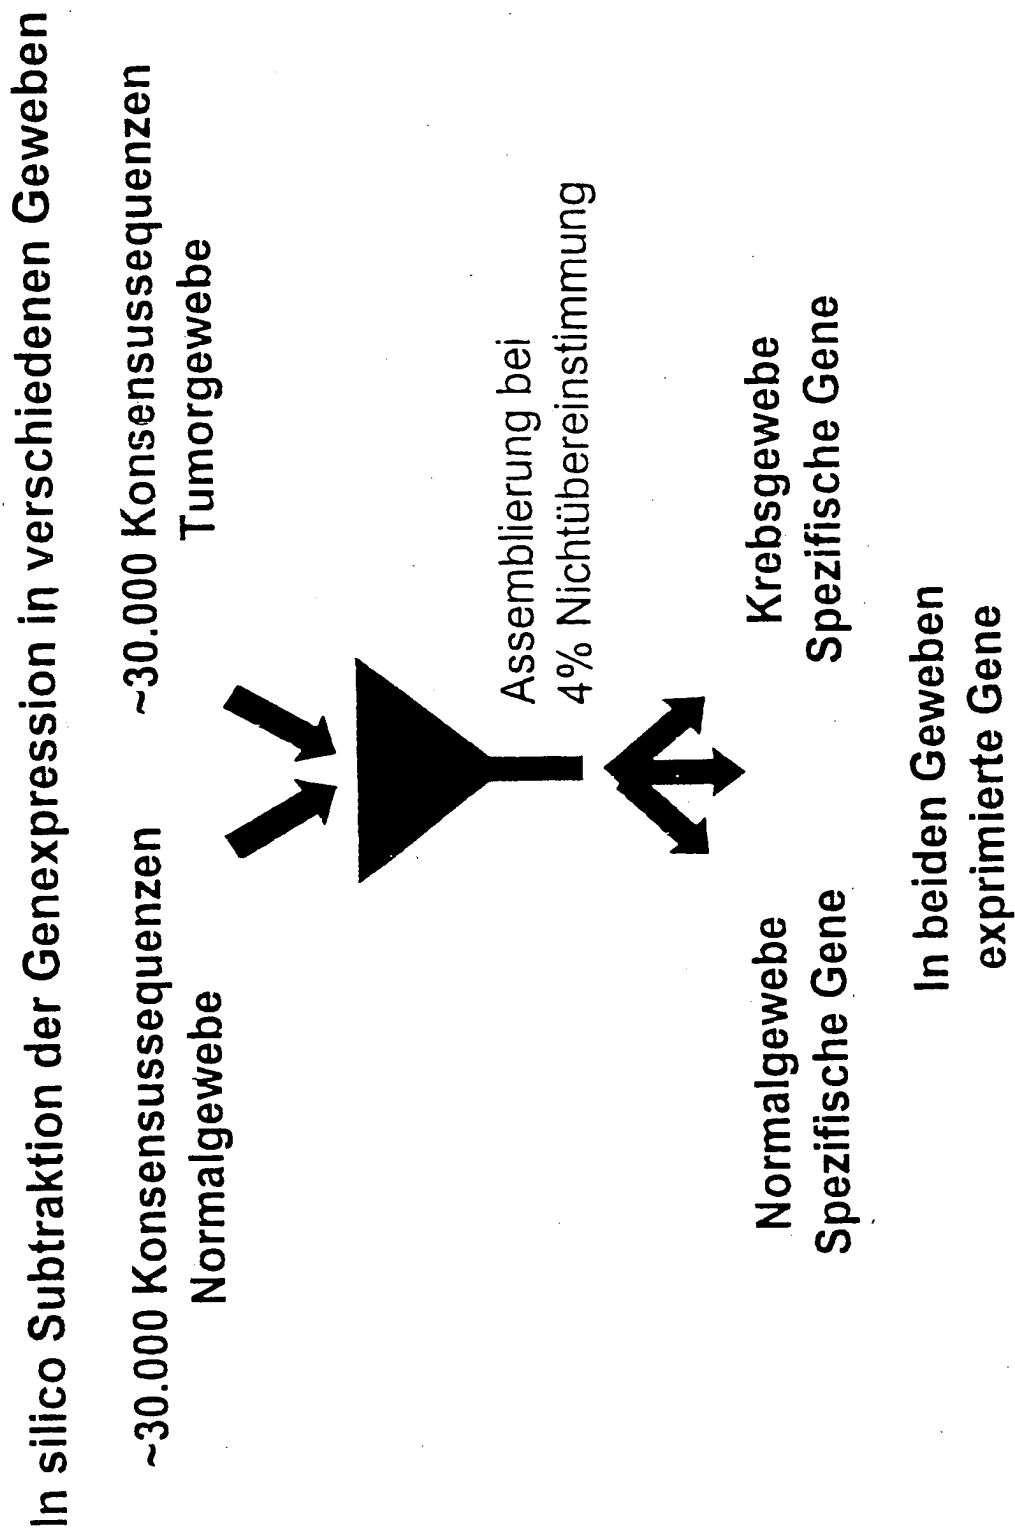 In silico Subtraktion der Genexpression in verschiedenen Geweben
~30.000 Konsensussequenzen
Normalgewebe
~30.000 Konsensussequenzen
Tumorgewebe
Assemblierung bei
4% Nichtübereinstimmung
Normalgewebe
Spezifische Gene
Krebsgewebe
Spezifische Gene
In beiden Geweben
exprimierte Gene